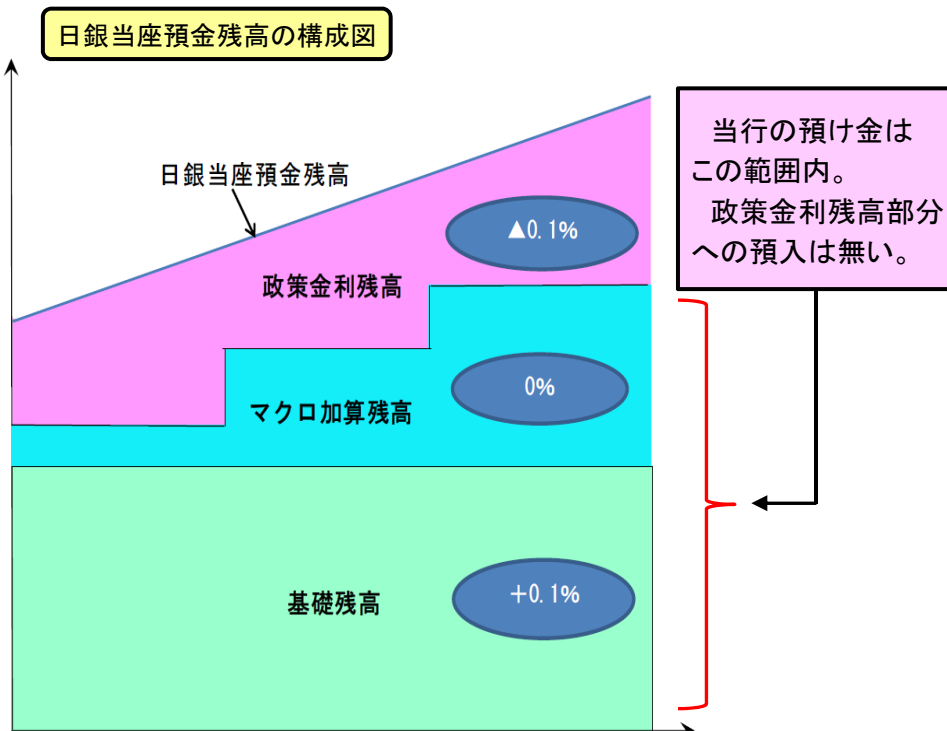 日銀当座預金残高の構成図
日銀当座預金残高
当行の預け金は
この範囲内。
政策金利残高部分
への預入は無い。
▲0.1%
政策金利残高
0%
マクロ加算残高
+0.1%
基礎残高